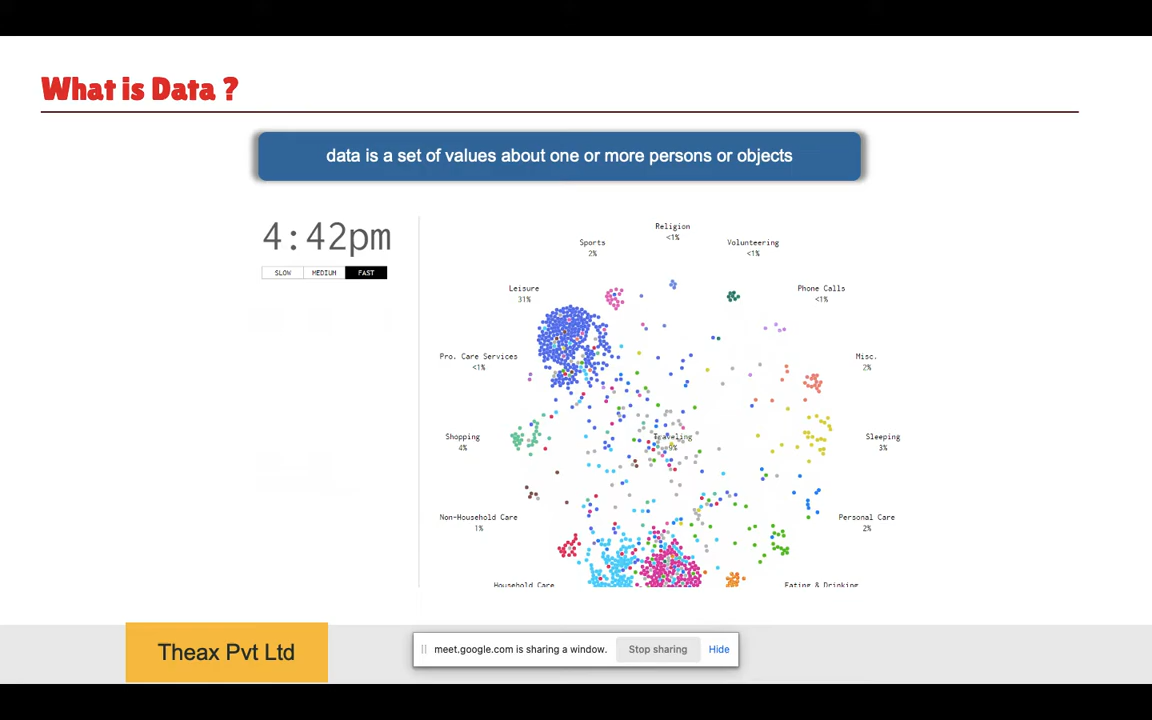 What is Data ?
data is a set of values about one or more persons or objects
4:42pm
SLOW MEDIUM FAST
Religion
<1%
Sports
2%
Volunteering
<1%
Leisure
31%
Phone Calls
<1%
Pro. Care Services
<1%
Misc.
2%
Shopping
4%
Traveling
Sleeping
3%
Non-Household Care
1%
Personal Care
2%
Household Care
Eating & Drinking
Theax Pvt Ltd
meet.google.com is sharing a window.
Stop sharing
Hide